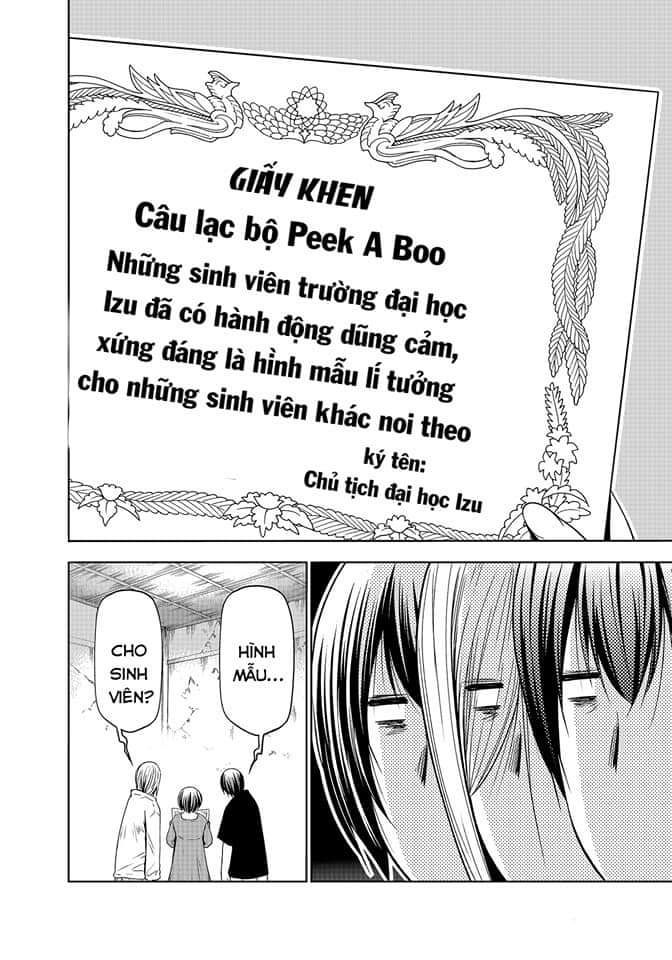 GIẤY KHEN
Câu lạc bộ Peek A Boo
Những sinh viên trường đại học
Izu đã có hành động dũng cảm,
xứng đáng là hình mẫu lí tưởng
cho những sinh viên khác noi theo
ký tên:
Chủ tịch đại học Izu
HÌNH
MẪU...
CHO
SINH
VIÊN?